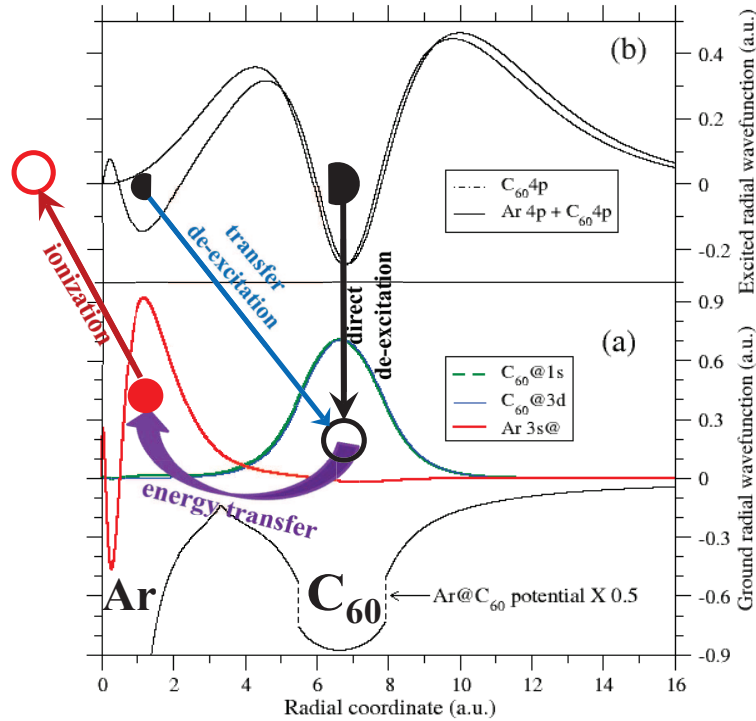 (b)
0.4
0.2
0
-0.2
Excited radial wavefunction (a.u.)
C60 4p
Ar 4p + C60 4p
ionization
transfer
de-excitation
direct
de-excitation
(a)
0.9
0.6
0.3
0
-0.3
-0.6
-0.9
Ground radial wavefunction (a.u.)
C60@1s
C60@3d
Ar 3s@
energy transfer
Ar
C60
Ar@C60 potential X 0.5
0 2 4 6 8 10 12 14 16
Radial coordinate (a.u.)